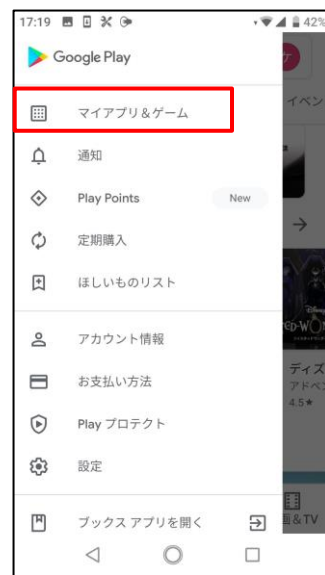 17:19
42%
Google Play
マイアプリ＆ゲーム
イベン
通知
Play Points
New
定期購入
ほしいものリスト
アカウント情報
ディズ
お支払い方法
アドベン
4.5★
Play プロテクト
設定
ブックス アプリを開く
画＆TV